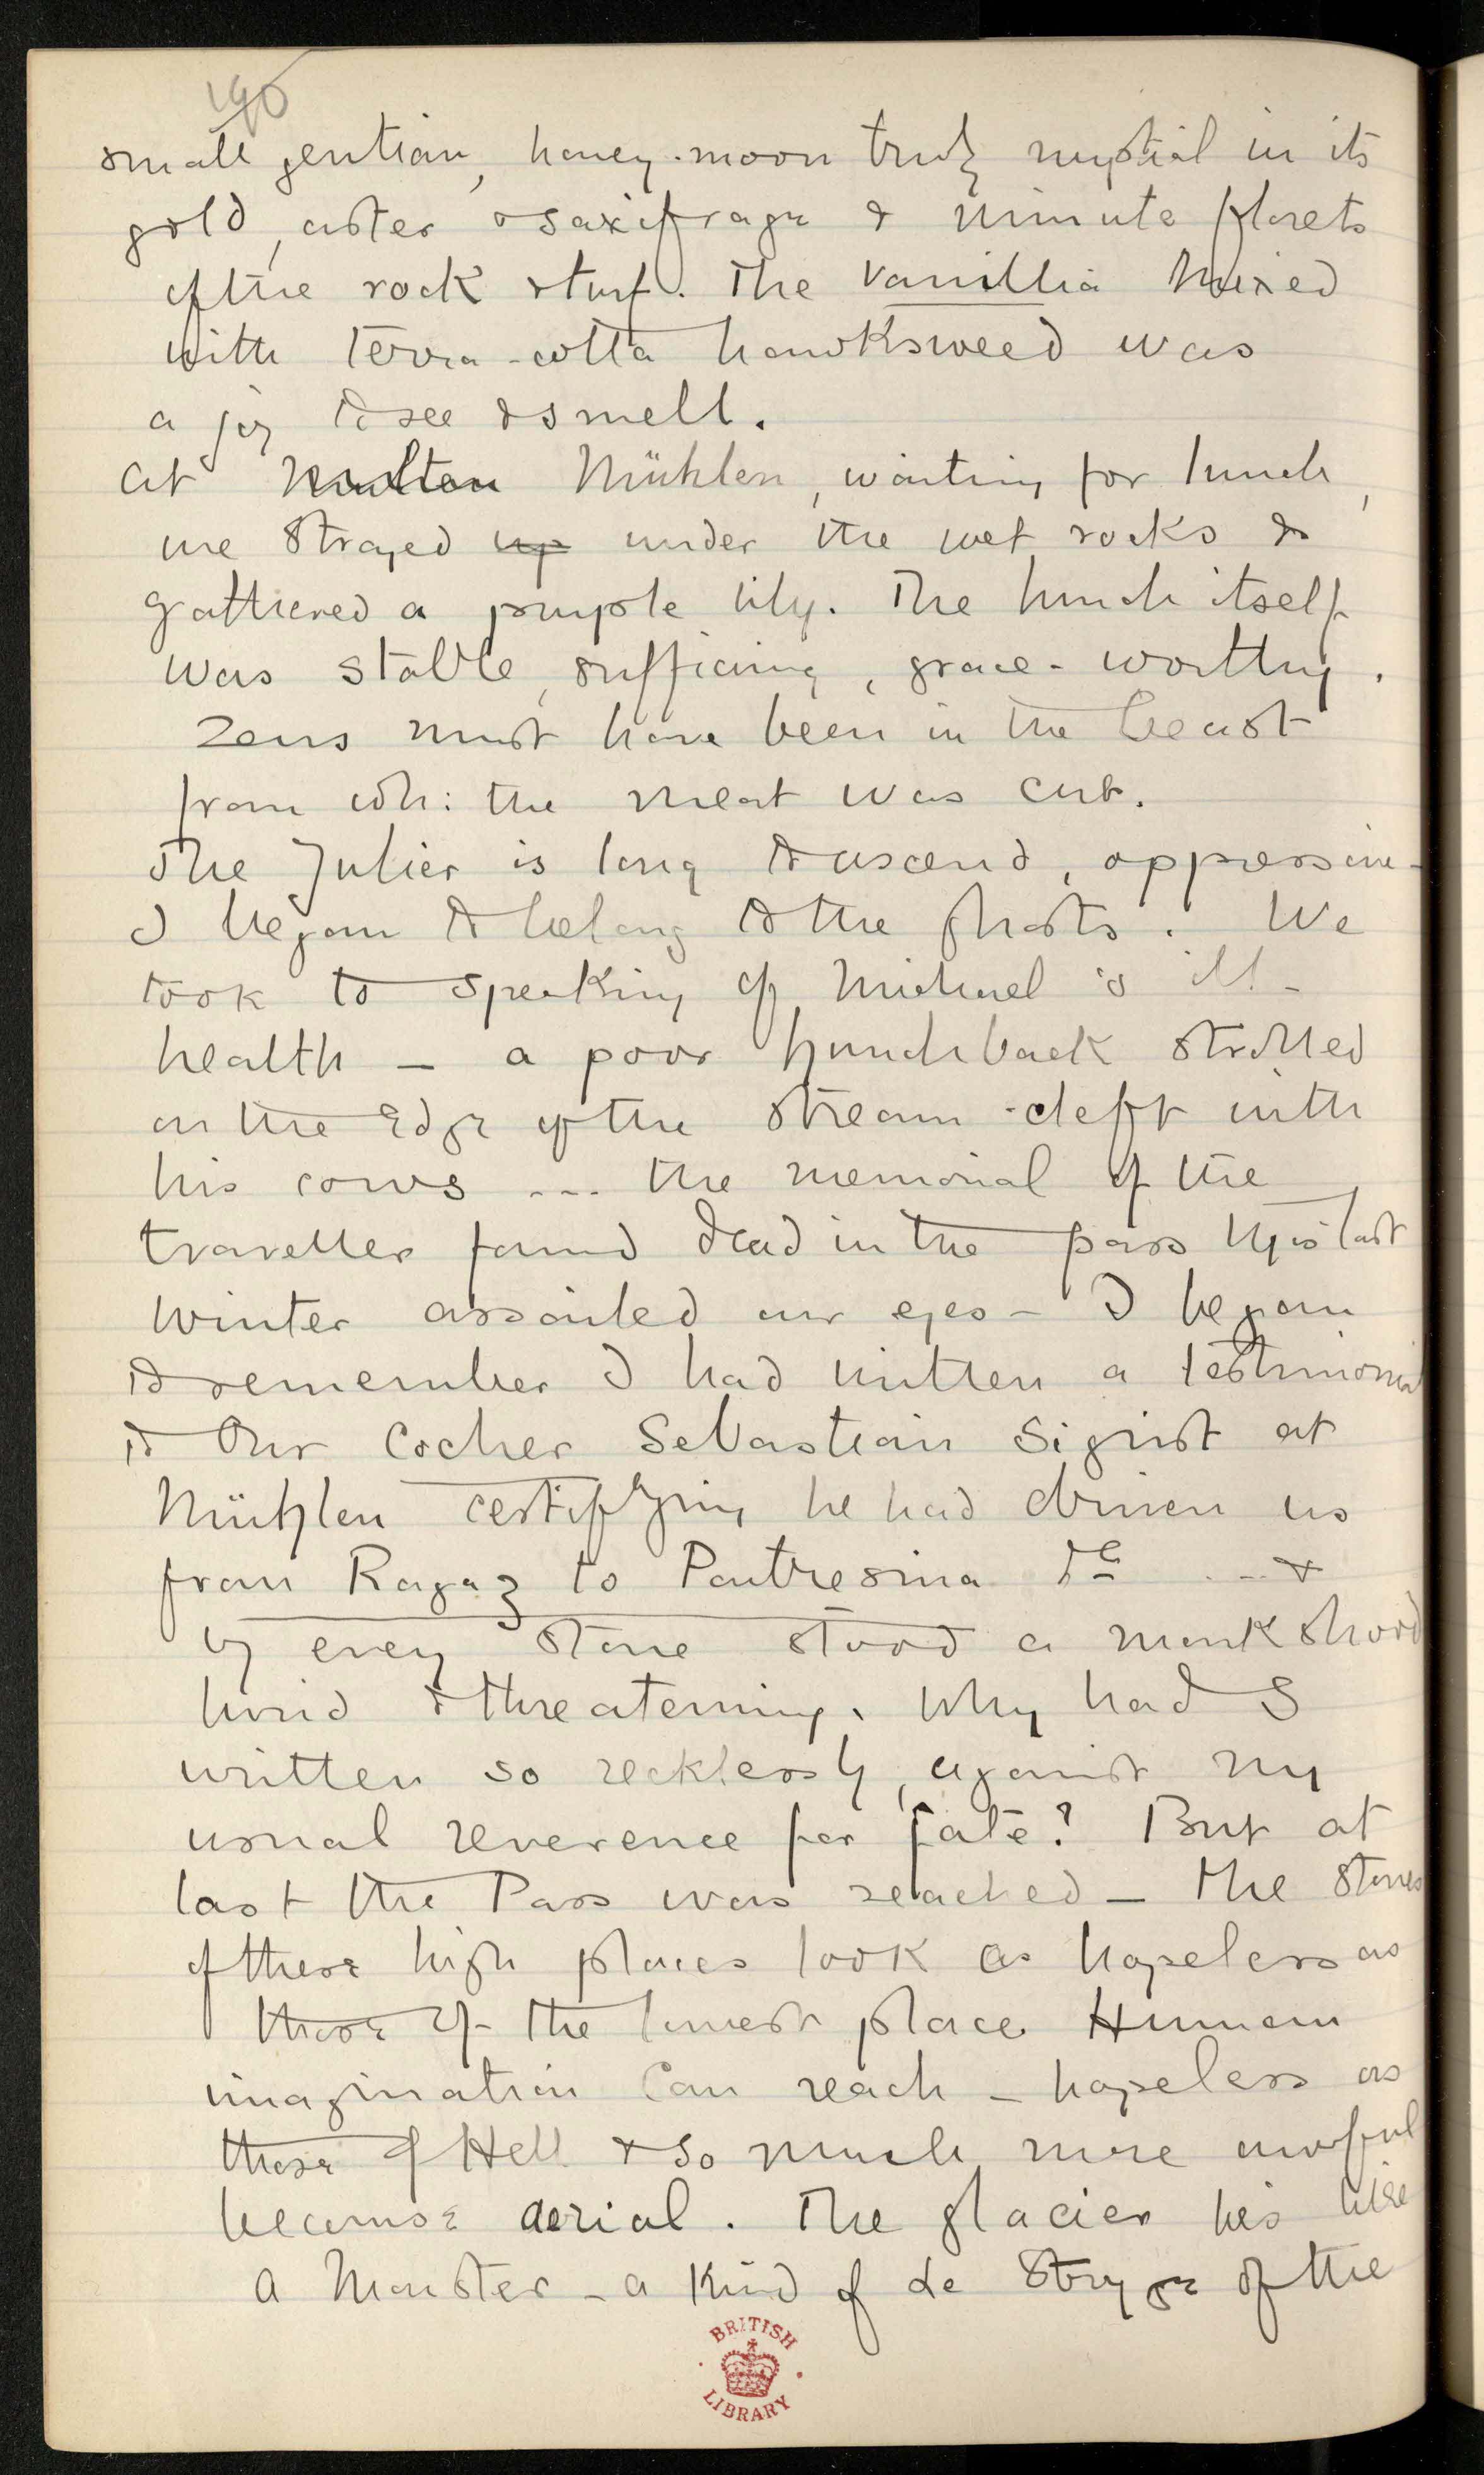 190
small gentian, honey-moon truly nuptial in its
gold, aster & saxifrage & minute florets
of the rock & turf. The vanillia mixed
with terra-cotta hawksweed was
a joy to see & smell.
At Multen Mühlen, waiting for lunch,
we strayed up under the wet rocks &
gathered a purple lily. The lunch itself
was stable, sufficing, grace-worthy.
Zeus must have been in the beast
from wh: the meat was cut.
The Julier is long to ascend, oppressive -
I began to belong to the ghosts. We
took to speaking of Michael's ill-
health — a poor hunchback strolled
on the edge of the stream-cleft with
his cows ... the memorial of the
traveller found dead in the pass this last
winter assailed our eyes - I began
to remember I had written a testimonial
to our Cocher Sebastian Signist at
Mühlen certifying he had driven us
from Ragaz to Pontresina &c ... &
by every stone stood a monkshood
lurid & threatening. Why had I
written so recklessly, against my
usual reverence for fate? But at
last the Pass was reached — the stones
of these high places look as hopeless as
those of the lowest place Human
imagination can reach - hopeless as
those of Hell & so much more awful
because aerial. The glacier lies like
a Monster - a kind of Le Stryge of the
BRITISH
LIBRARY